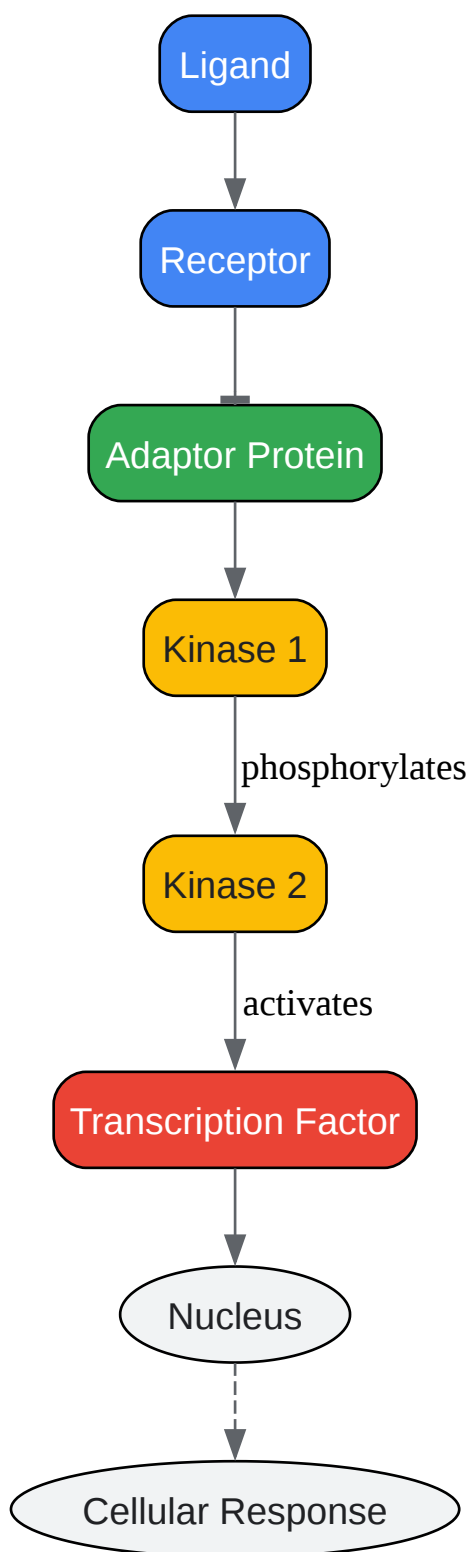 Ligand
Receptor
Adaptor Protein
Kinase 1
phosphorylates
Kinase 2
activates
Transcription Factor
Nucleus
Cellular Response